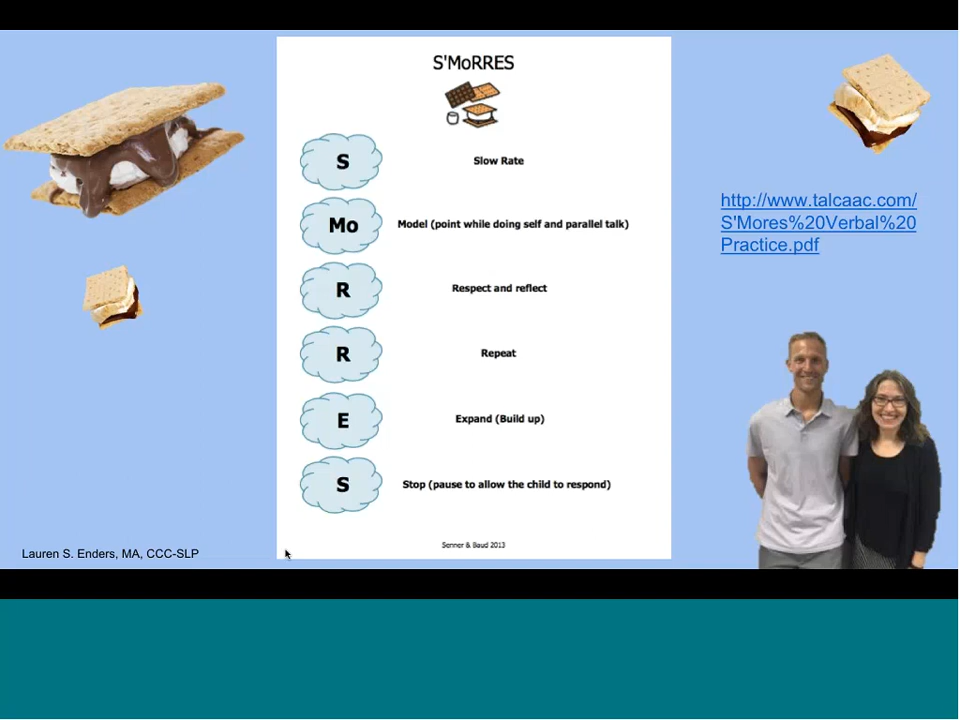 S'MoRRES
S
Slow Rate
Mo
Model (point while doing self and parallel talk)
R
Respect and reflect
R
Repeat
E
Expand (Build up)
S
Stop (pause to allow the child to respond)
Senner & Baud 2013
http://www.talcaac.com/
S'Mores%20Verbal%20
Practice.pdf
Lauren S. Enders, MA, CCC-SLP